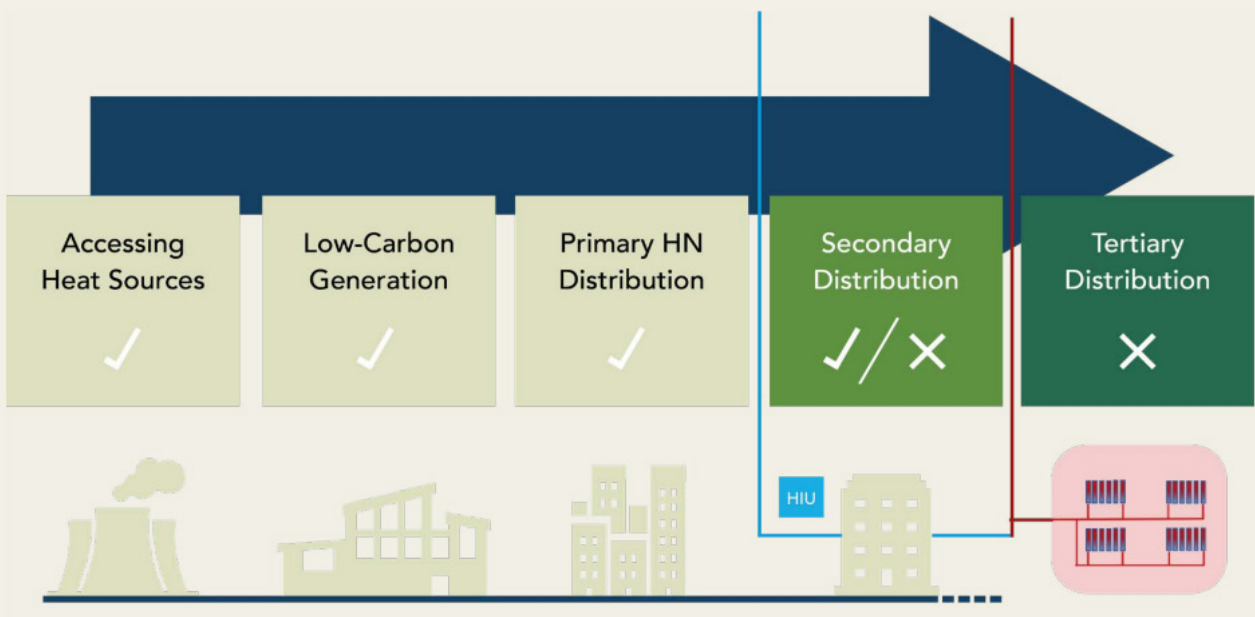 Accessing
Heat Sources
Low-Carbon
Generation
Primary HN
Distribution
Secondary
Distribution
Tertiary
Distribution
HIU